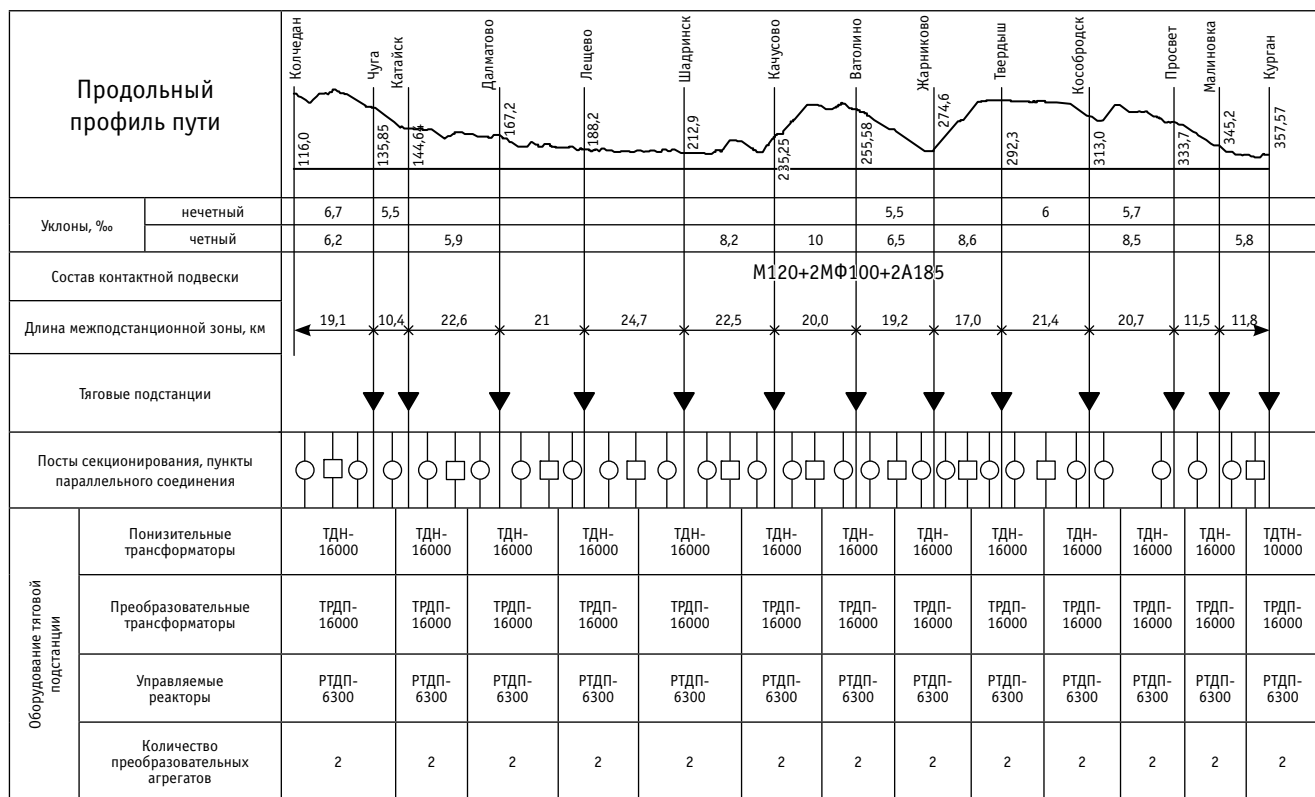 Продольный
профиль пути
Колчедан
Чуга
Катайск
Далматово
Лещево
Шадринск
Качусово
Ватолино
Жарниково
Твердыш
Кособродск
Просвет
Малиновка
Курган
116,0
135,85
144,6*
167,2
188,2
212,9
235,25
255,58
274,6
292,3
313,0
333,7
345,2
357,57
Уклоны, ‰
нечетный
6,7 5,5 5,5 6 5,7
четный
6,2 5,9 8,2 10 6,5 8,6 8,5 5,8
Состав контактной подвески
М120+2МФ100+2А185
Длина межподстанционной зоны, км
19,1 10,4 22,6 21 24,7 22,5 20,0 19,2 17,0 21,4 20,7 11,5 11,8
Тяговые подстанции
Посты секционирования, пункты
параллельного соединения
Оборудование тяговой
подстанции
Понизительные
трансформаторы
ТДН- ТДН- ТДН- ТДН- ТДН- ТДН- ТДН- ТДН- ТДН- ТДН- ТДН- ТДН- ТДТН-
16000 16000 16000 16000 16000 16000 16000 16000 16000 16000 16000 16000 10000
Преобразовательные
трансформаторы
ТРДП- ТРДП- ТРДП- ТРДП- ТРДП- ТРДП- ТРДП- ТРДП- ТРДП- ТРДП- ТРДП- ТРДП- ТРДП-
16000 16000 16000 16000 16000 16000 16000 16000 16000 16000 16000 16000 16000
Управляемые
реакторы
РТДП- РТДП- РТДП- РТДП- РТДП- РТДП- РТДП- РТДП- РТДП- РТДП- РТДП- РТДП- РТДП-
6300 6300 6300 6300 6300 6300 6300 6300 6300 6300 6300 6300 6300
Количество
преобразовательных
агрегатов
2 2 2 2 2 2 2 2 2 2 2 2 2